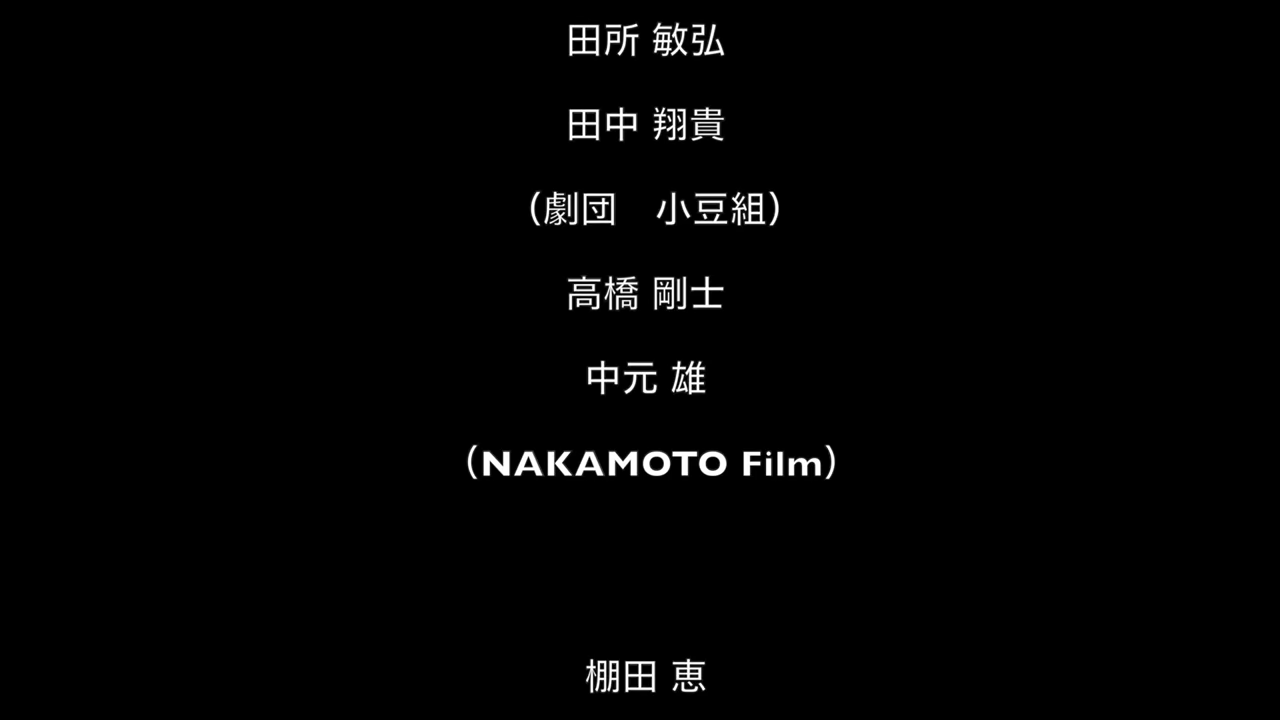 田所 敏弘
田中 翔貴
（劇団　小豆組）
高橋 剛士
中元 雄
（NAKAMOTO Film）
棚田 恵